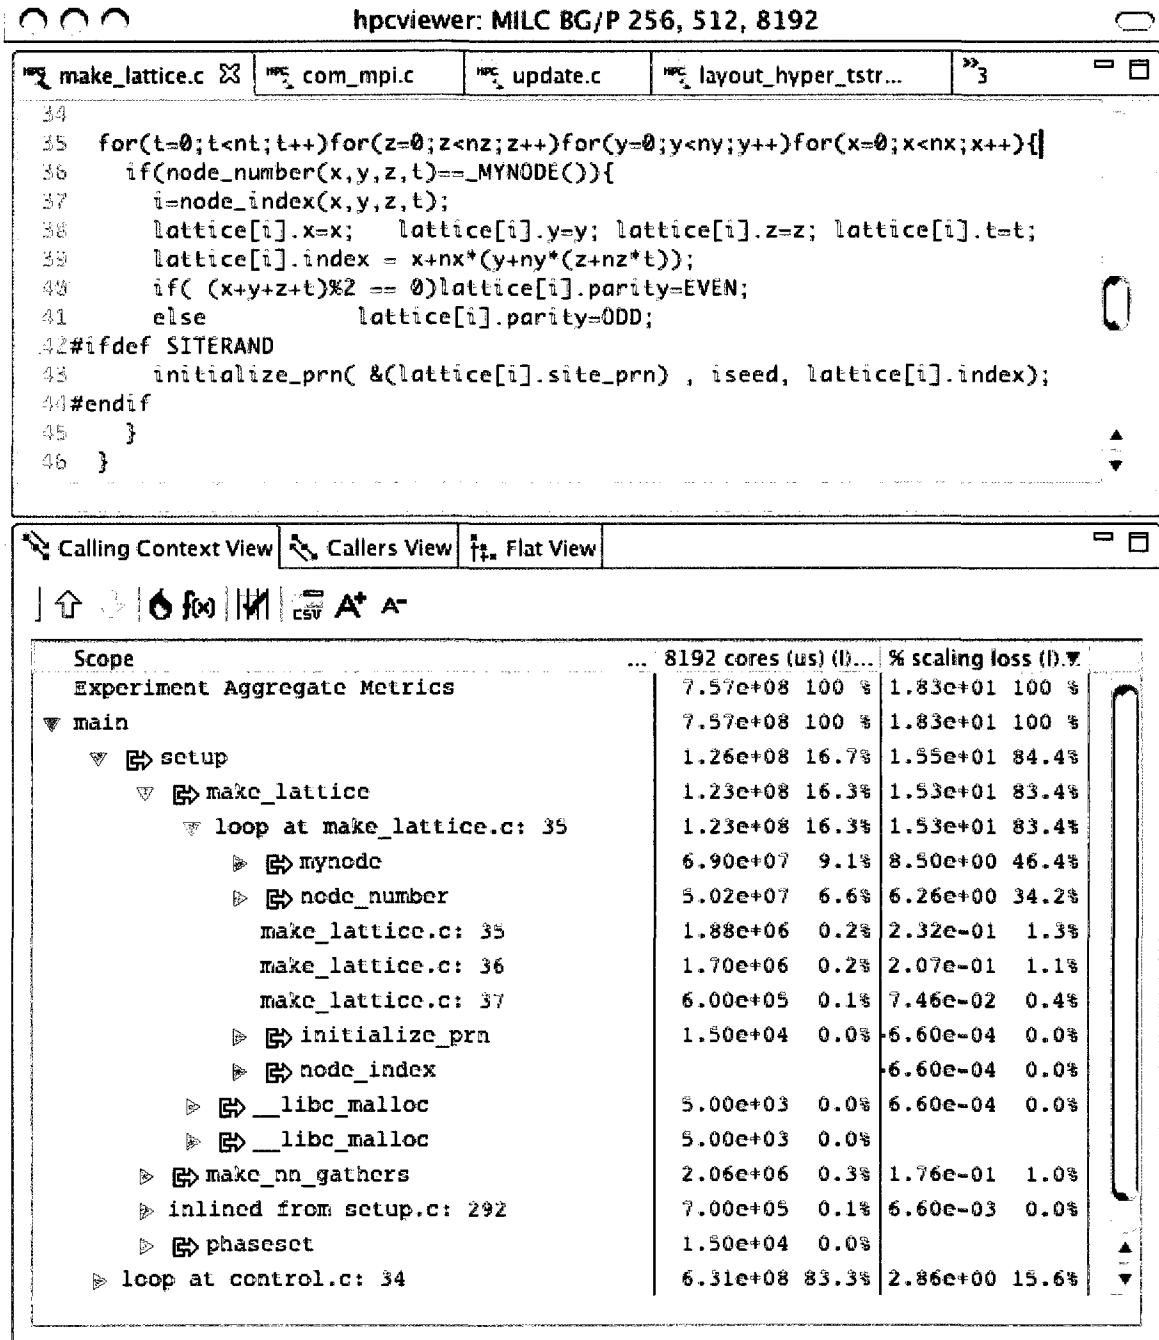 hpcviewer: MILC BG/P 256, 512, 8192
make_lattice.c com_mpi.c update.c layout_hyper_tstr... »3
34
35 for(t=0;t<nt;t++)for(z=0;z<nz;z++)for(y=0;y<ny;y++)for(x=0;x<nx;x++){
36 if(node_number(x,y,z,t)==_MYNODE()){
37 i=node_index(x,y,z,t);
38 lattice[i].x=x; lattice[i].y=y; lattice[i].z=z; lattice[i].t=t;
39 lattice[i].index = x+nx*(y+ny*(z+nz*t));
40 if( (x+y+z+t)%2 == 0)lattice[i].parity=EVEN;
41 else lattice[i].parity=ODD;
42 #ifdef SITERAND
43 initialize_prn( &(lattice[i].site_prn) , iseed, lattice[i].index);
44 #endif
45 }
46 }
Calling Context View Callers View Flat View
f(x) CSV A+ A-
Scope ... 8192 cores (us) (I)... % scaling loss (I)
Experiment Aggregate Metrics 7.57e+08 100 % 1.83e+01 100 %
main 7.57e+08 100 % 1.83e+01 100 %
setup 1.26e+08 16.7% 1.55e+01 84.4%
make_lattice 1.23e+08 16.3% 1.53e+01 83.4%
loop at make_lattice.c: 35 1.23e+08 16.3% 1.53e+01 83.4%
mynode 6.90e+07 9.1% 8.50e+00 46.4%
node_number 5.02e+07 6.6% 6.26e+00 34.2%
make_lattice.c: 35 1.88e+06 0.2% 2.32e-01 1.3%
make_lattice.c: 36 1.70e+06 0.2% 2.07e-01 1.1%
make_lattice.c: 37 6.00e+05 0.1% 7.46e-02 0.4%
initialize_prn 1.50e+04 0.0% -6.60e-04 0.0%
node_index -6.60e-04 0.0%
__libc_malloc 5.00e+03 0.0% 6.60e-04 0.0%
__libc_malloc 5.00e+03 0.0%
make_nn_gathers 2.06e+06 0.3% 1.76e-01 1.0%
inlined from setup.c: 292 7.00e+05 0.1% 6.60e-03 0.0%
phaseset 1.50e+04 0.0%
loop at control.c: 34 6.31e+08 83.3% 2.86e+00 15.6%